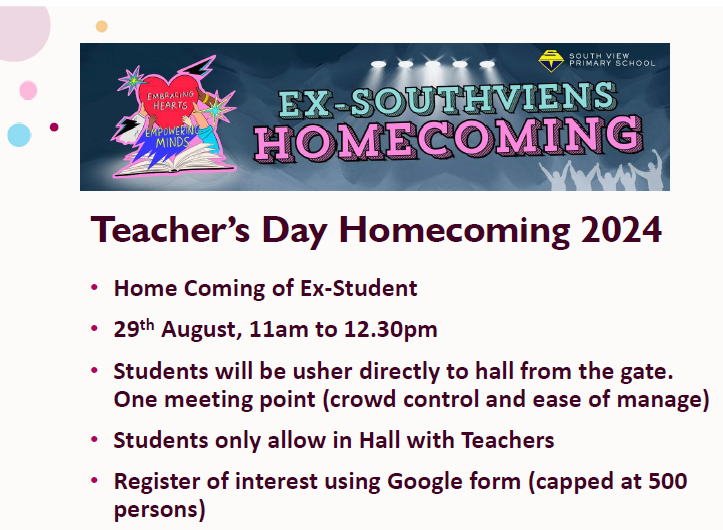 SOUTH VIEW
PRIMARY SCHOOL
EMBRACING
HEARTS
EMPOWERING
MINDS
EX-SOUTHVIENS
HOMECOMING
Teacher’s Day Homecoming 2024
• Home Coming of Ex-Student
• 29th August, 11am to 12.30pm
• Students will be usher directly to hall from the gate.
One meeting point (crowd control and ease of manage)
• Students only allow in Hall with Teachers
• Register of interest using Google form (capped at 500
persons)